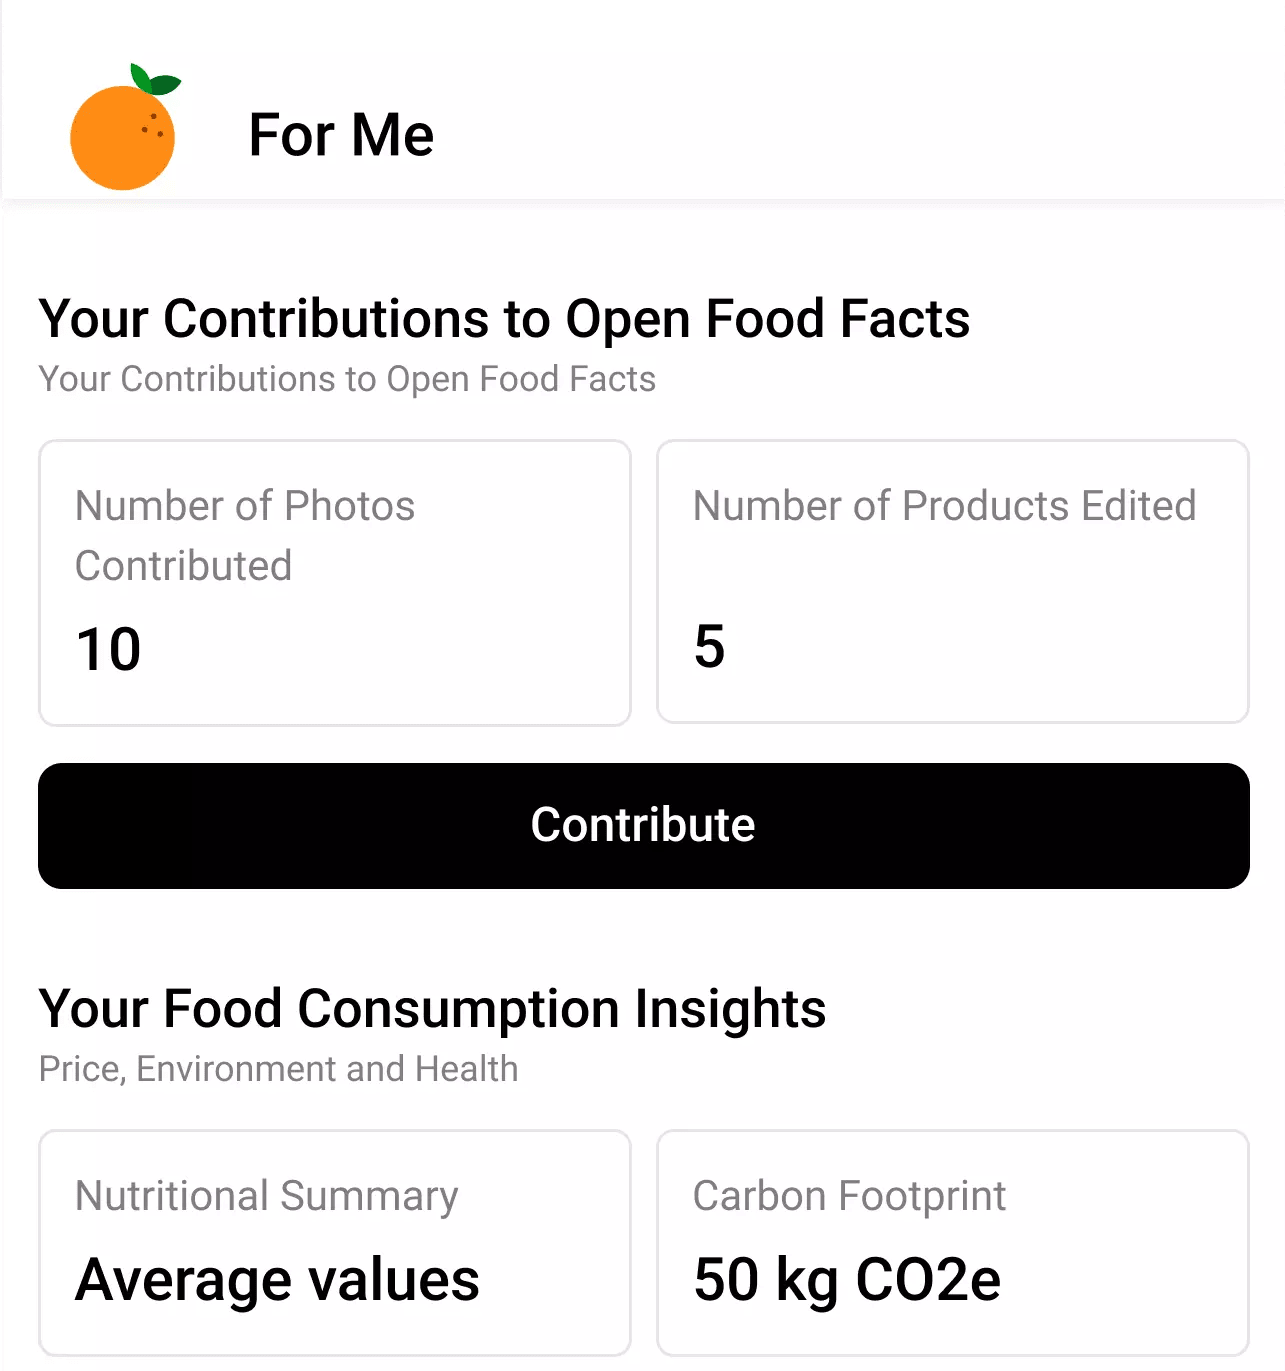 For Me
Your Contributions to Open Food Facts
Your Contributions to Open Food Facts
Number of Photos
Contributed
10
Number of Products Edited
5
Contribute
Your Food Consumption Insights
Price, Environment and Health
Nutritional Summary
Average values
Carbon Footprint
50 kg CO2e